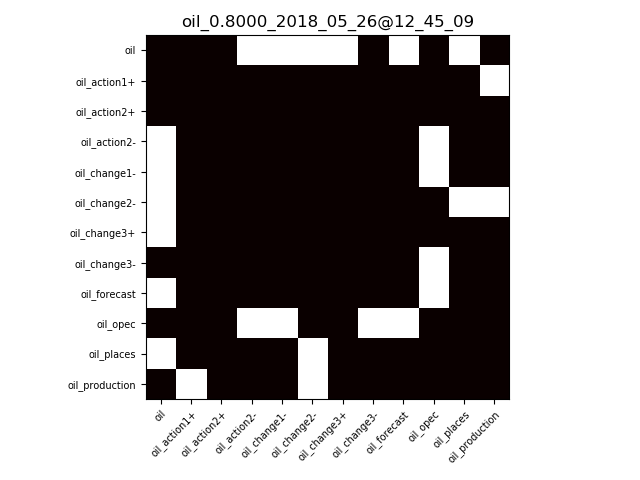 oil_0.8000_2018_05_26@12_45_09
oil
oil_action1+
oil_action2+
oil_action2-
oil_change1-
oil_change2-
oil_change3+
oil_change3-
oil_forecast
oil_opec
oil_places
oil_production
oil
oil_action1+
oil_action2+
oil_action2-
oil_change1-
oil_change2-
oil_change3+
oil_change3-
oil_forecast
oil_opec
oil_places
oil_production